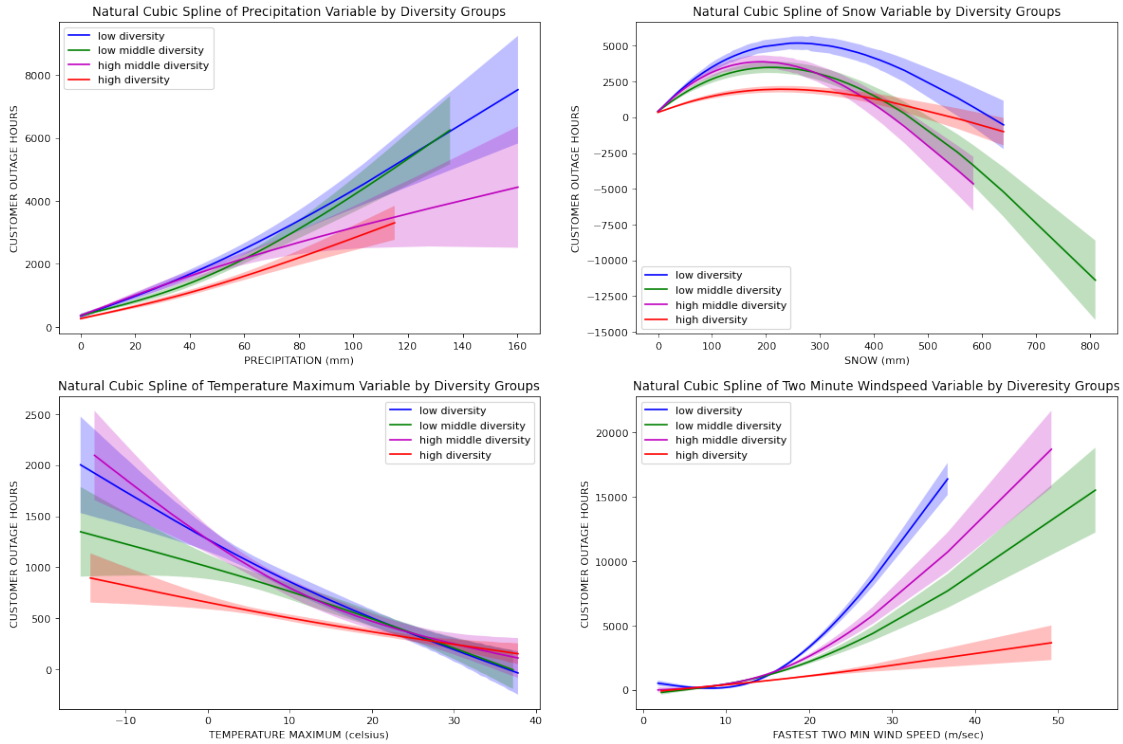 Natural Cubic Spline of Precipitation Variable by Diversity Groups
low diversity
low middle diversity
high middle diversity
high diversity
CUSTOMER OUTAGE HOURS
8000
6000
4000
2000
0
0 20 40 60 80 100 120 140 160
PRECIPITATION (mm)
Natural Cubic Spline of Snow Variable by Diversity Groups
CUSTOMER OUTAGE HOURS
5000
2500
0
−2500
−5000
−7500
−10000
−12500
−15000
low diversity
low middle diversity
high middle diversity
high diversity
0 100 200 300 400 500 600 700 800
SNOW (mm)
Natural Cubic Spline of Temperature Maximum Variable by Diversity Groups
low diversity
low middle diversity
high middle diversity
high diversity
CUSTOMER OUTAGE HOURS
2500
2000
1500
1000
500
0
−10 0 10 20 30 40
TEMPERATURE MAXIMUM (celsius)
Natural Cubic Spline of Two Minute Windspeed Variable by Diveresity Groups
low diversity
low middle diversity
high middle diversity
high diversity
CUSTOMER OUTAGE HOURS
20000
15000
10000
5000
0
0 10 20 30 40 50
FASTEST TWO MIN WIND SPEED (m/sec)